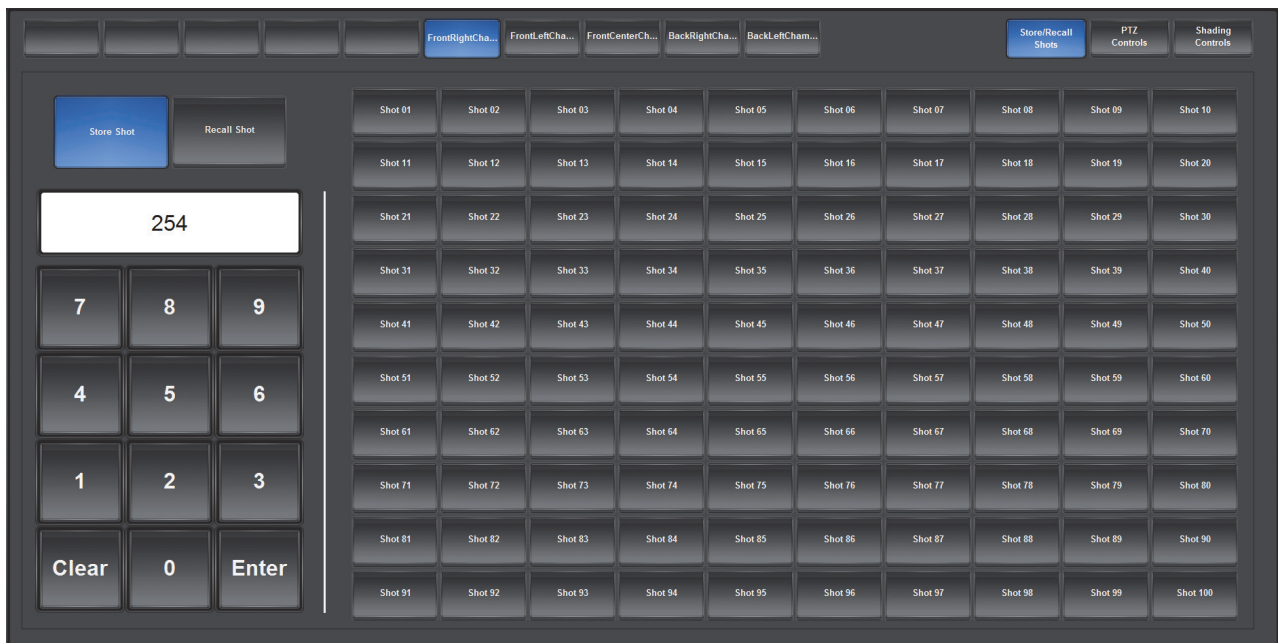 FrontRightCha... FrontLeftCha... FrontCenterCh... BackRightCha... BackLeftCham...
Store/Recall
Shots
PTZ
Controls
Shading
Controls
Store Shot
Recall Shot
254
7 8 9
4 5 6
1 2 3
Clear 0 Enter
Shot 01 Shot 02 Shot 03 Shot 04 Shot 05 Shot 06 Shot 07 Shot 08 Shot 09 Shot 10
Shot 11 Shot 12 Shot 13 Shot 14 Shot 15 Shot 16 Shot 17 Shot 18 Shot 19 Shot 20
Shot 21 Shot 22 Shot 23 Shot 24 Shot 25 Shot 26 Shot 27 Shot 28 Shot 29 Shot 30
Shot 31 Shot 32 Shot 33 Shot 34 Shot 35 Shot 36 Shot 37 Shot 38 Shot 39 Shot 40
Shot 41 Shot 42 Shot 43 Shot 44 Shot 45 Shot 46 Shot 47 Shot 48 Shot 49 Shot 50
Shot 51 Shot 52 Shot 53 Shot 54 Shot 55 Shot 56 Shot 57 Shot 58 Shot 59 Shot 60
Shot 61 Shot 62 Shot 63 Shot 64 Shot 65 Shot 66 Shot 67 Shot 68 Shot 69 Shot 70
Shot 71 Shot 72 Shot 73 Shot 74 Shot 75 Shot 76 Shot 77 Shot 78 Shot 79 Shot 80
Shot 81 Shot 82 Shot 83 Shot 84 Shot 85 Shot 86 Shot 87 Shot 88 Shot 89 Shot 90
Shot 91 Shot 92 Shot 93 Shot 94 Shot 95 Shot 96 Shot 97 Shot 98 Shot 99 Shot 100